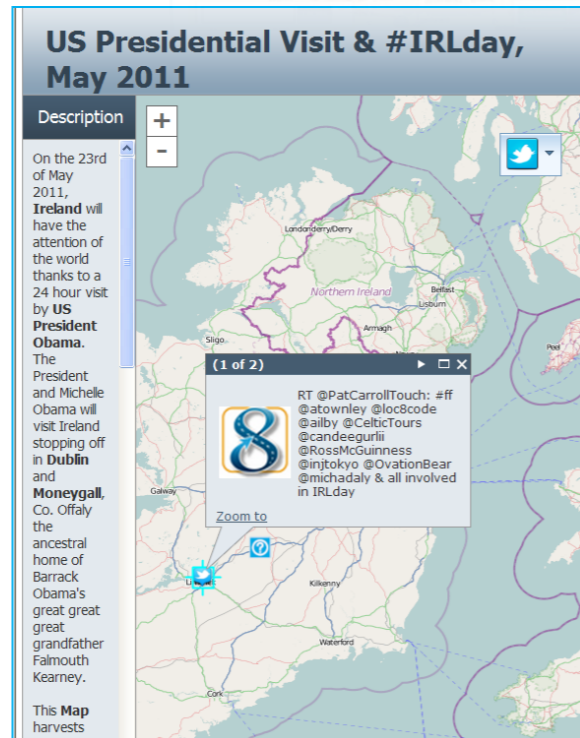 US Presidential Visit & #IRLday,
May 2011
Description
On the 23rd
of May
2011,
Ireland will
have the
attention of
the world
thanks to a
24 hour visit
by US
President
Obama.
The
President
and Michelle
Obama will
visit Ireland
stopping off
in Dublin
and
Moneygall,
Co. Offaly
the
ancestral
home of
Barrack
Obama's
great great
great
grandfather
Falmouth
Kearney.
This Map
harvests
+
-
Londonderry/Derry
Northern Ireland
Belfast
Lisburn
Armagh
Sligo
Peel
(1 of 2)
RT @PatCarrollTouch: #ff
@atownley @loc8code
@ailby @CelticTours
@candeegurlii
@RossMcGuinness
@injtokyo @OvationBear
@michadaly & all involved
in IRLday
8
Zoom to
Galway
Kilkenny
Waterford
Cork